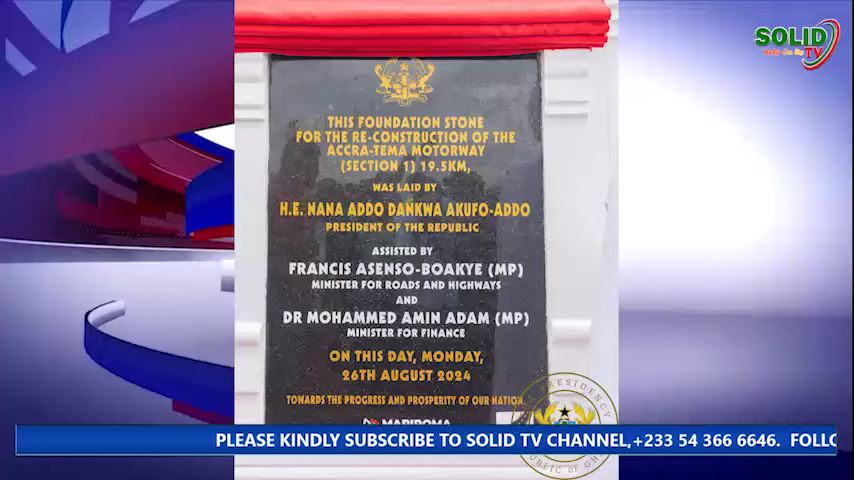 SOLID
TV
THIS FOUNDATION STONE
FOR THE RE-CONSTRUCTION OF THE
ACCRA-TEMA MOTORWAY
(SECTION 1) 19.5KM,
WAS LAID BY
H.E. NANA ADDO DANKWA AKUFO-ADDO
PRESIDENT OF THE REPUBLIC
ASSISTED BY
FRANCIS ASENSO-BOAKYE (MP)
MINISTER FOR ROADS AND HIGHWAYS
AND
DR MOHAMMED AMIN ADAM (MP)
MINISTER FOR FINANCE
ON THIS DAY, MONDAY,
26TH AUGUST 2024
TOWARDS THE PROGRESS AND PROSPERITY OF OUR NATION.
PRESIDENCY
PLEASE KINDLY SUBSCRIBE TO SOLID TV CHANNEL,+233 54 366 6646. FOLLO